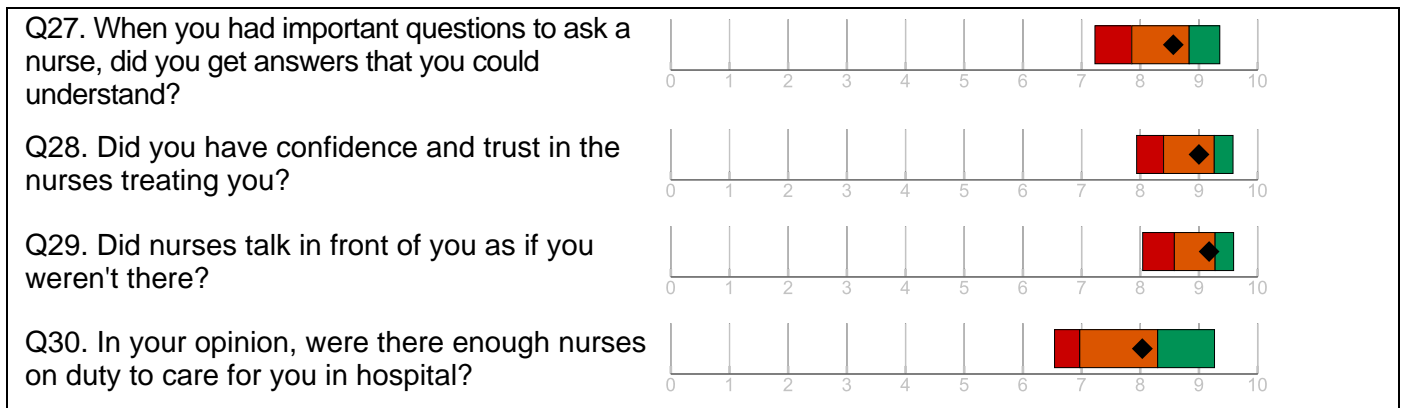 Q27. When you had important questions to ask a
nurse, did you get answers that you could
understand?
0 1 2 3 4 5 6 7 8 9 10
Q28. Did you have confidence and trust in the
nurses treating you?
0 1 2 3 4 5 6 7 8 9 10
Q29. Did nurses talk in front of you as if you
weren't there?
0 1 2 3 4 5 6 7 8 9 10
Q30. In your opinion, were there enough nurses
on duty to care for you in hospital?
0 1 2 3 4 5 6 7 8 9 10